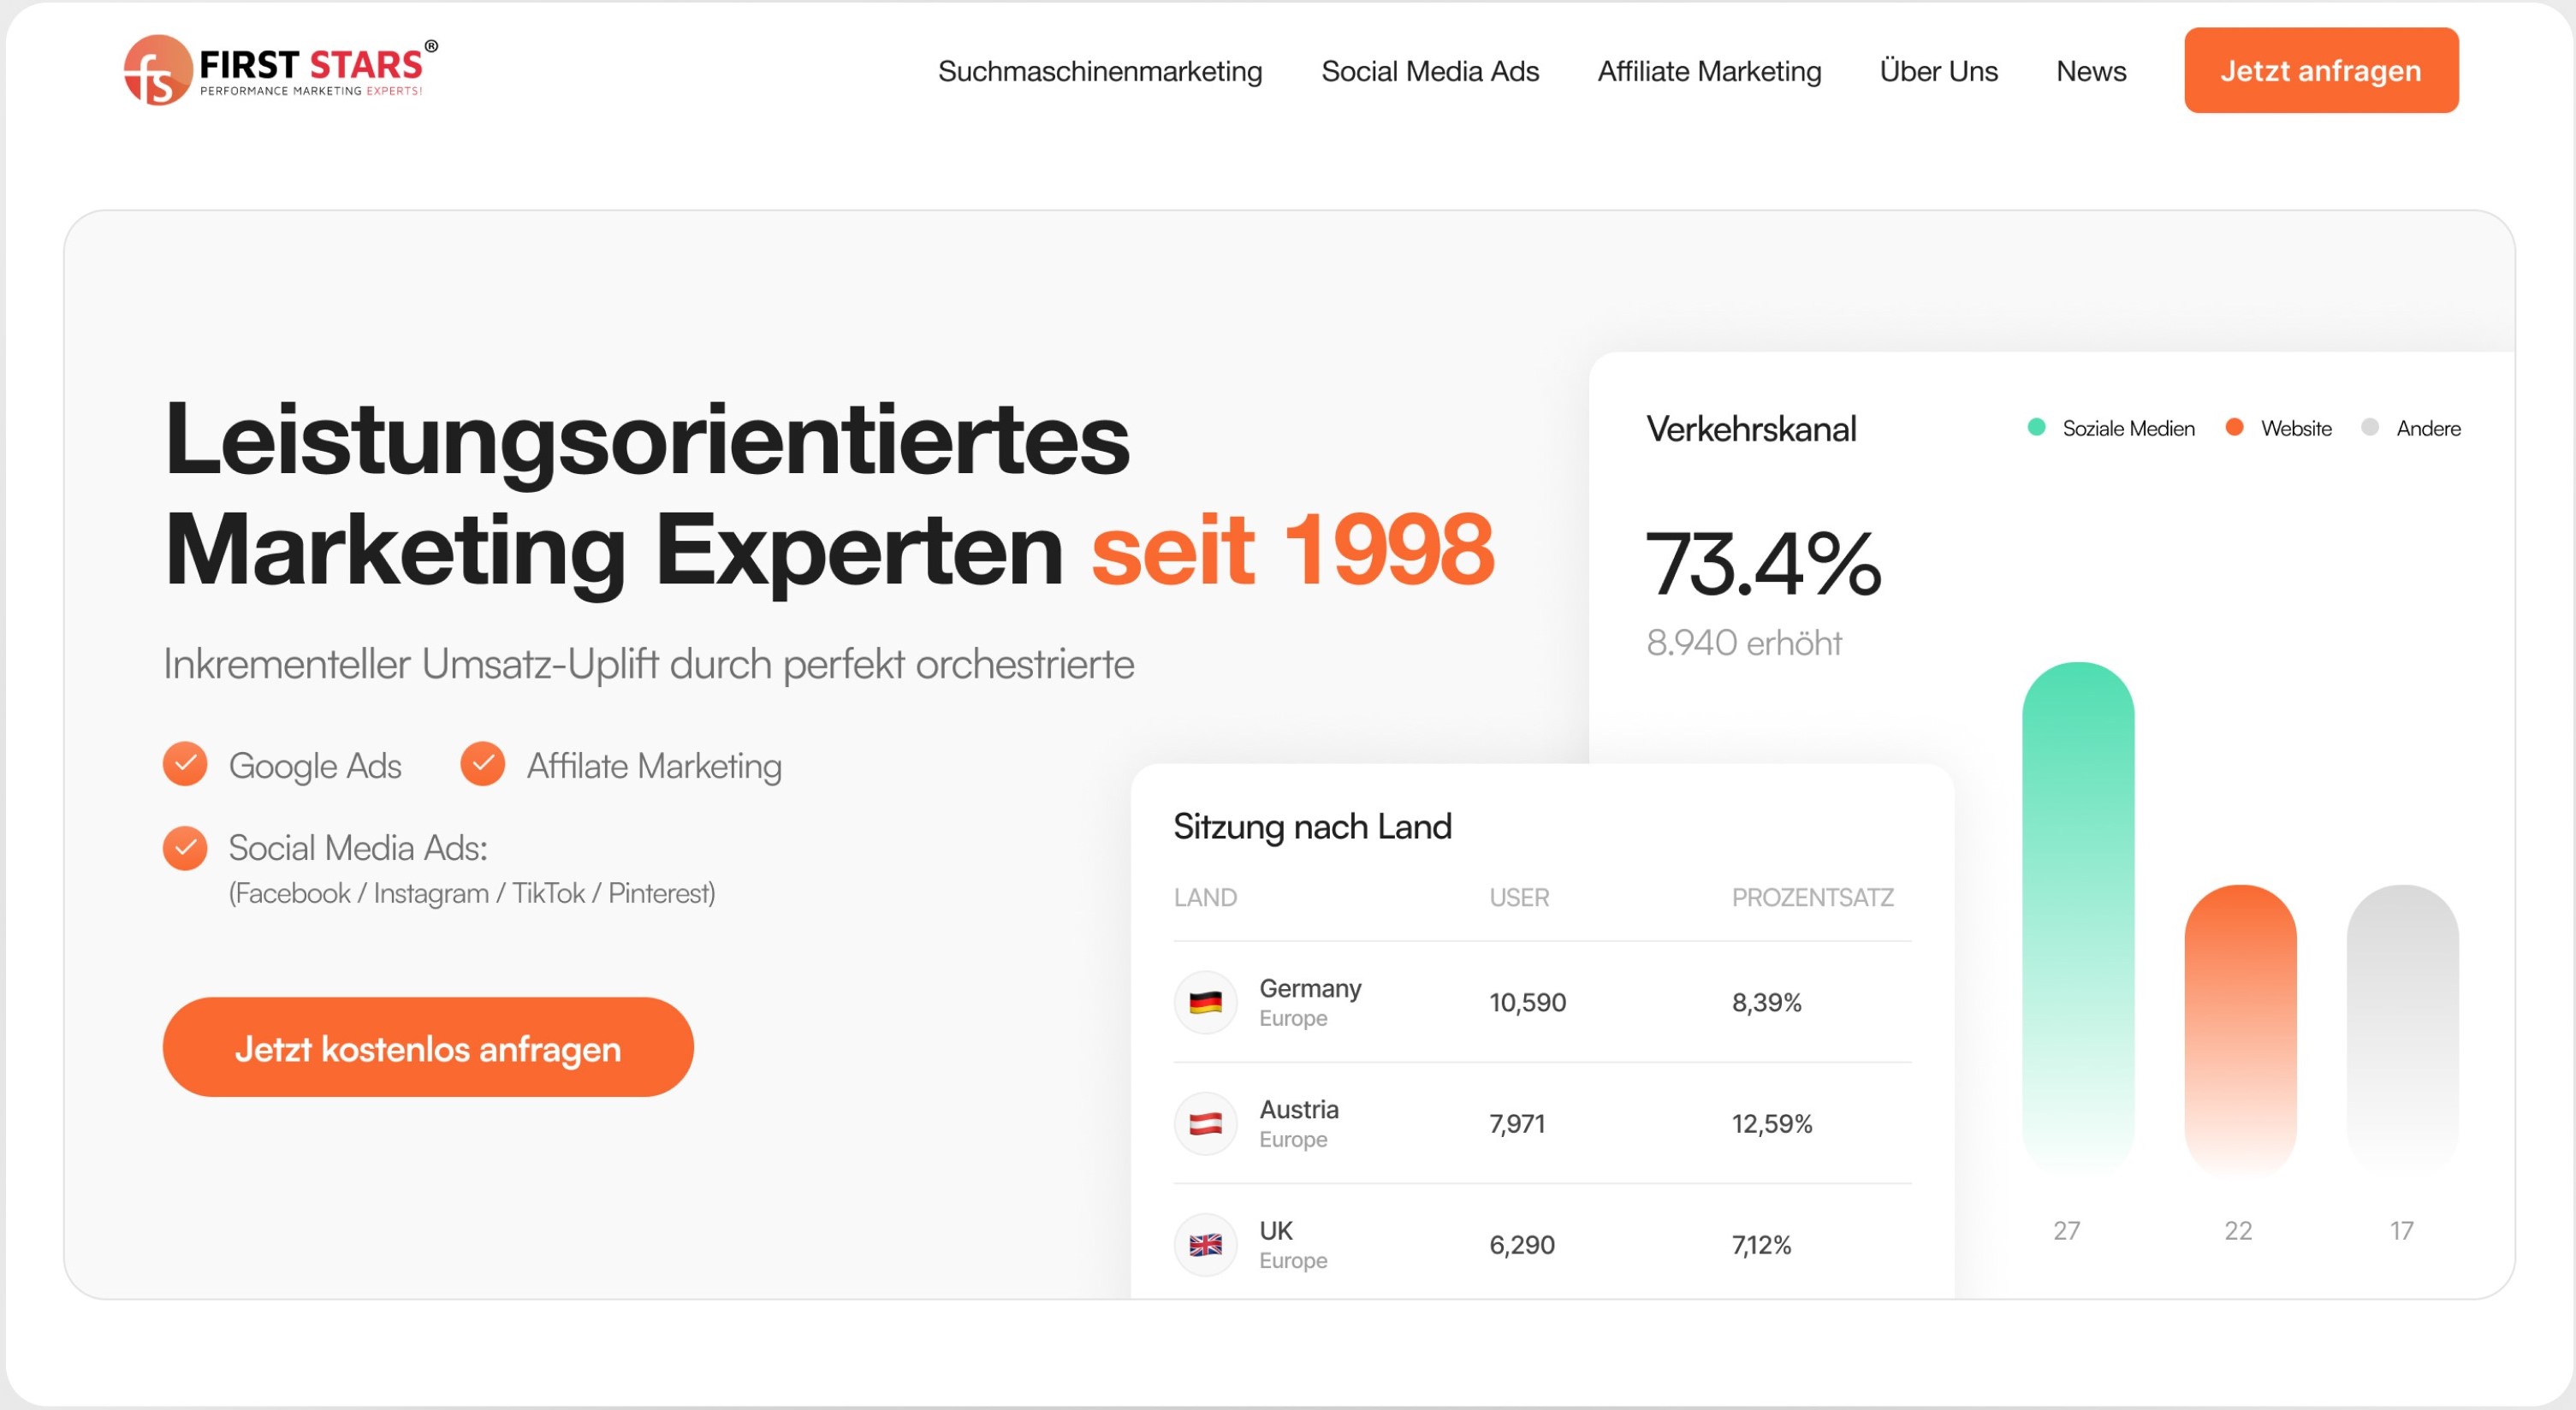 fs FIRST STARS®
PERFORMANCE MARKETING EXPERTS!
Suchmaschinenmarketing
Social Media Ads
Affiliate Marketing
Über Uns
News
Jetzt anfragen
Leistungsorientiertes
Marketing Experten seit 1998
Inkrementeller Umsatz-Uplift durch perfekt orchestrierte
Google Ads
Affilate Marketing
Social Media Ads:
(Facebook / Instagram / TikTok / Pinterest)
Jetzt kostenlos anfragen
Verkehrskanal
Soziale Medien
Website
Andere
73.4%
8.940 erhöht
27
22
17
Sitzung nach Land
LAND USER PROZENTSATZ
Germany
Europe
10,590
8,39%
Austria
Europe
7,971
12,59%
UK
Europe
6,290
7,12%